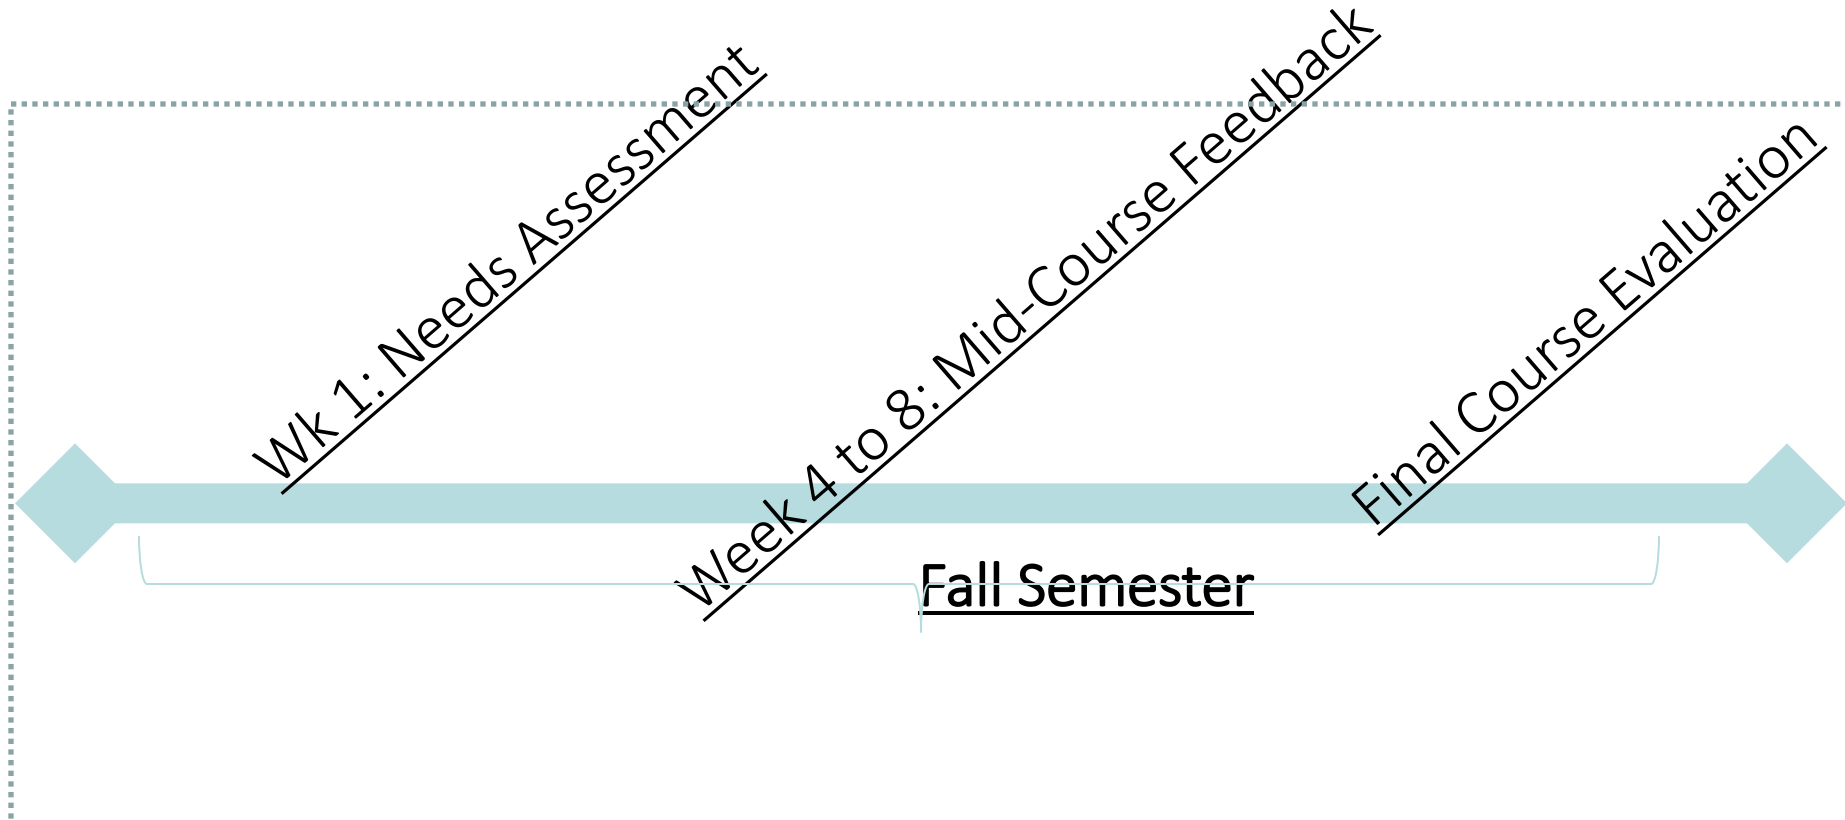 Wk 1: Needs Assessment
Week 4 to 8: Mid-Course Feedback
Final Course Evaluation
Fall Semester